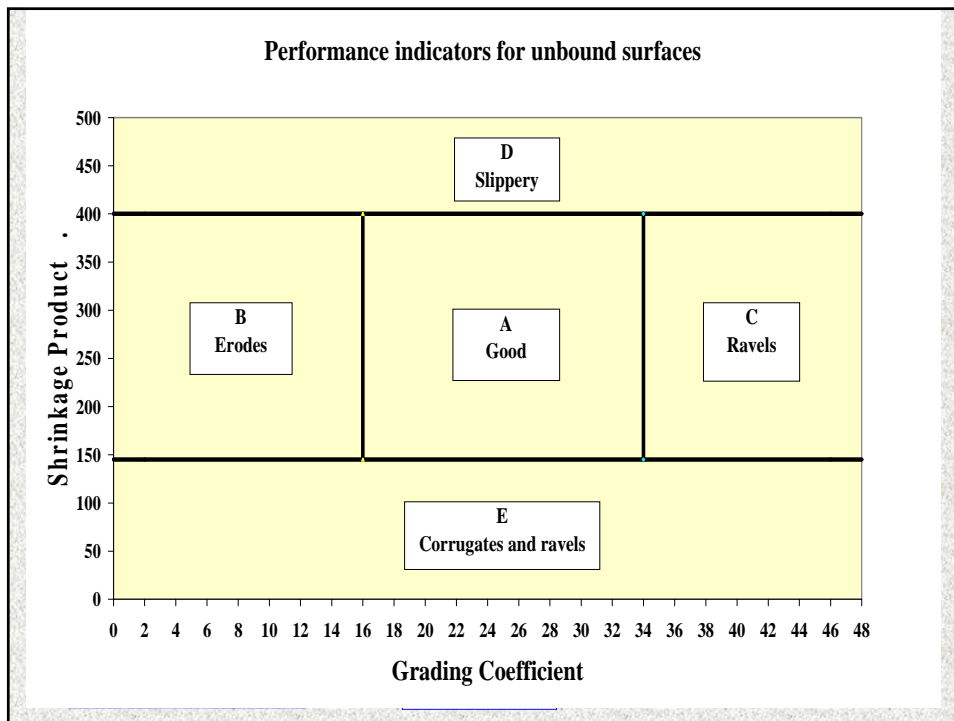 Performance indicators for unbound surfaces
500
450
400
350
300
250
200
150
100
50
0
Shrinkage Product .
D
Slippery
B
Erodes
A
Good
C
Ravels
E
Corrugates and ravels
0 2 4 6 8 10 12 14 16 18 20 22 24 26 28 30 32 34 36 38 40 42 44 46 48
Grading Coefficient